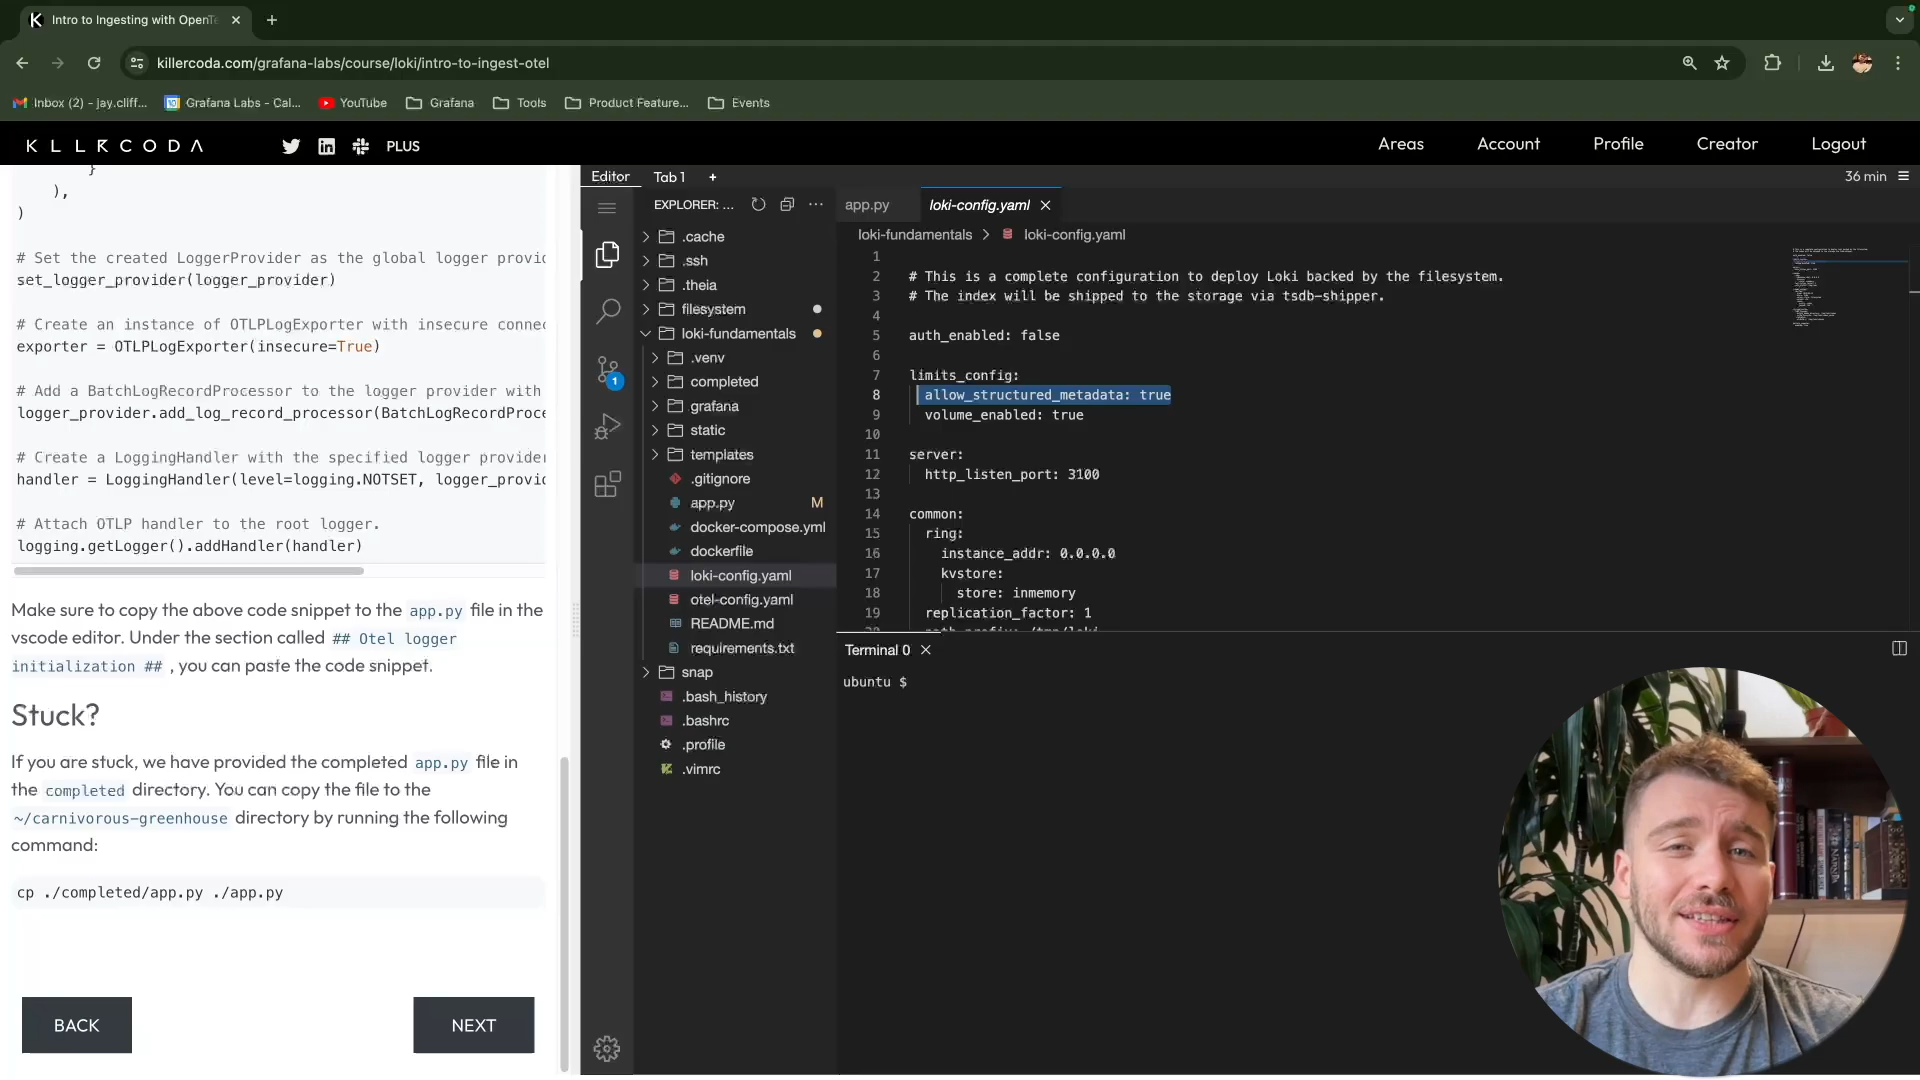 Intro to Ingesting with OpenTe
killercoda.com/grafana-labs/course/loki/intro-to-ingest-otel
Inbox (2) - jay.cliff...
Grafana Labs - Cal...
YouTube
Grafana
Tools
Product Feature...
Events
KLLRCODA
PLUS
Areas
Account
Profile
Creator
Logout
}
),
)
# Set the created LoggerProvider as the global logger provid
set_logger_provider(logger_provider)
# Create an instance of OTLPLogExporter with insecure connec
exporter = OTLPLogExporter(insecure=True)
# Add a BatchLogRecordProcessor to the logger provider with
logger_provider.add_log_record_processor(BatchLogRecordProce
# Create a LoggingHandler with the specified logger provider
handler = LoggingHandler(level=logging.NOTSET, logger_provid
# Attach OTLP handler to the root logger.
logging.getLogger().addHandler(handler)
Make sure to copy the above code snippet to the app.py file in the
vscode editor. Under the section called ## Otel logger
initialization ## , you can paste the code snippet.
Stuck?
If you are stuck, we have provided the completed app.py file in
the completed directory. You can copy the file to the
~/carnivorous-greenhouse directory by running the following
command:
cp ./completed/app.py ./app.py
BACK
NEXT
Editor
Tab 1
+
36 min
EXPLORER: ...
.cache
.ssh
.theia
filesystem
loki-fundamentals
.venv
completed
grafana
static
templates
.gitignore
app.py M
docker-compose.yml
dockerfile
loki-config.yaml
otel-config.yaml
README.md
requirements.txt
snap
.bash_history
.bashrc
.profile
.vimrc
1
app.py
loki-config.yaml
loki-fundamentals > loki-config.yaml
1
2 # This is a complete configuration to deploy Loki backed by the filesystem.
3 # The index will be shipped to the storage via tsdb-shipper.
4
5 auth_enabled: false
6
7 limits_config:
8 allow_structured_metadata: true
9 volume_enabled: true
10
11 server:
12 http_listen_port: 3100
13
14 common:
15 ring:
16 instance_addr: 0.0.0.0
17 kvstore:
18 store: inmemory
19 replication_factor: 1
20 path_prefix: /tmp/loki
Terminal 0
ubuntu $